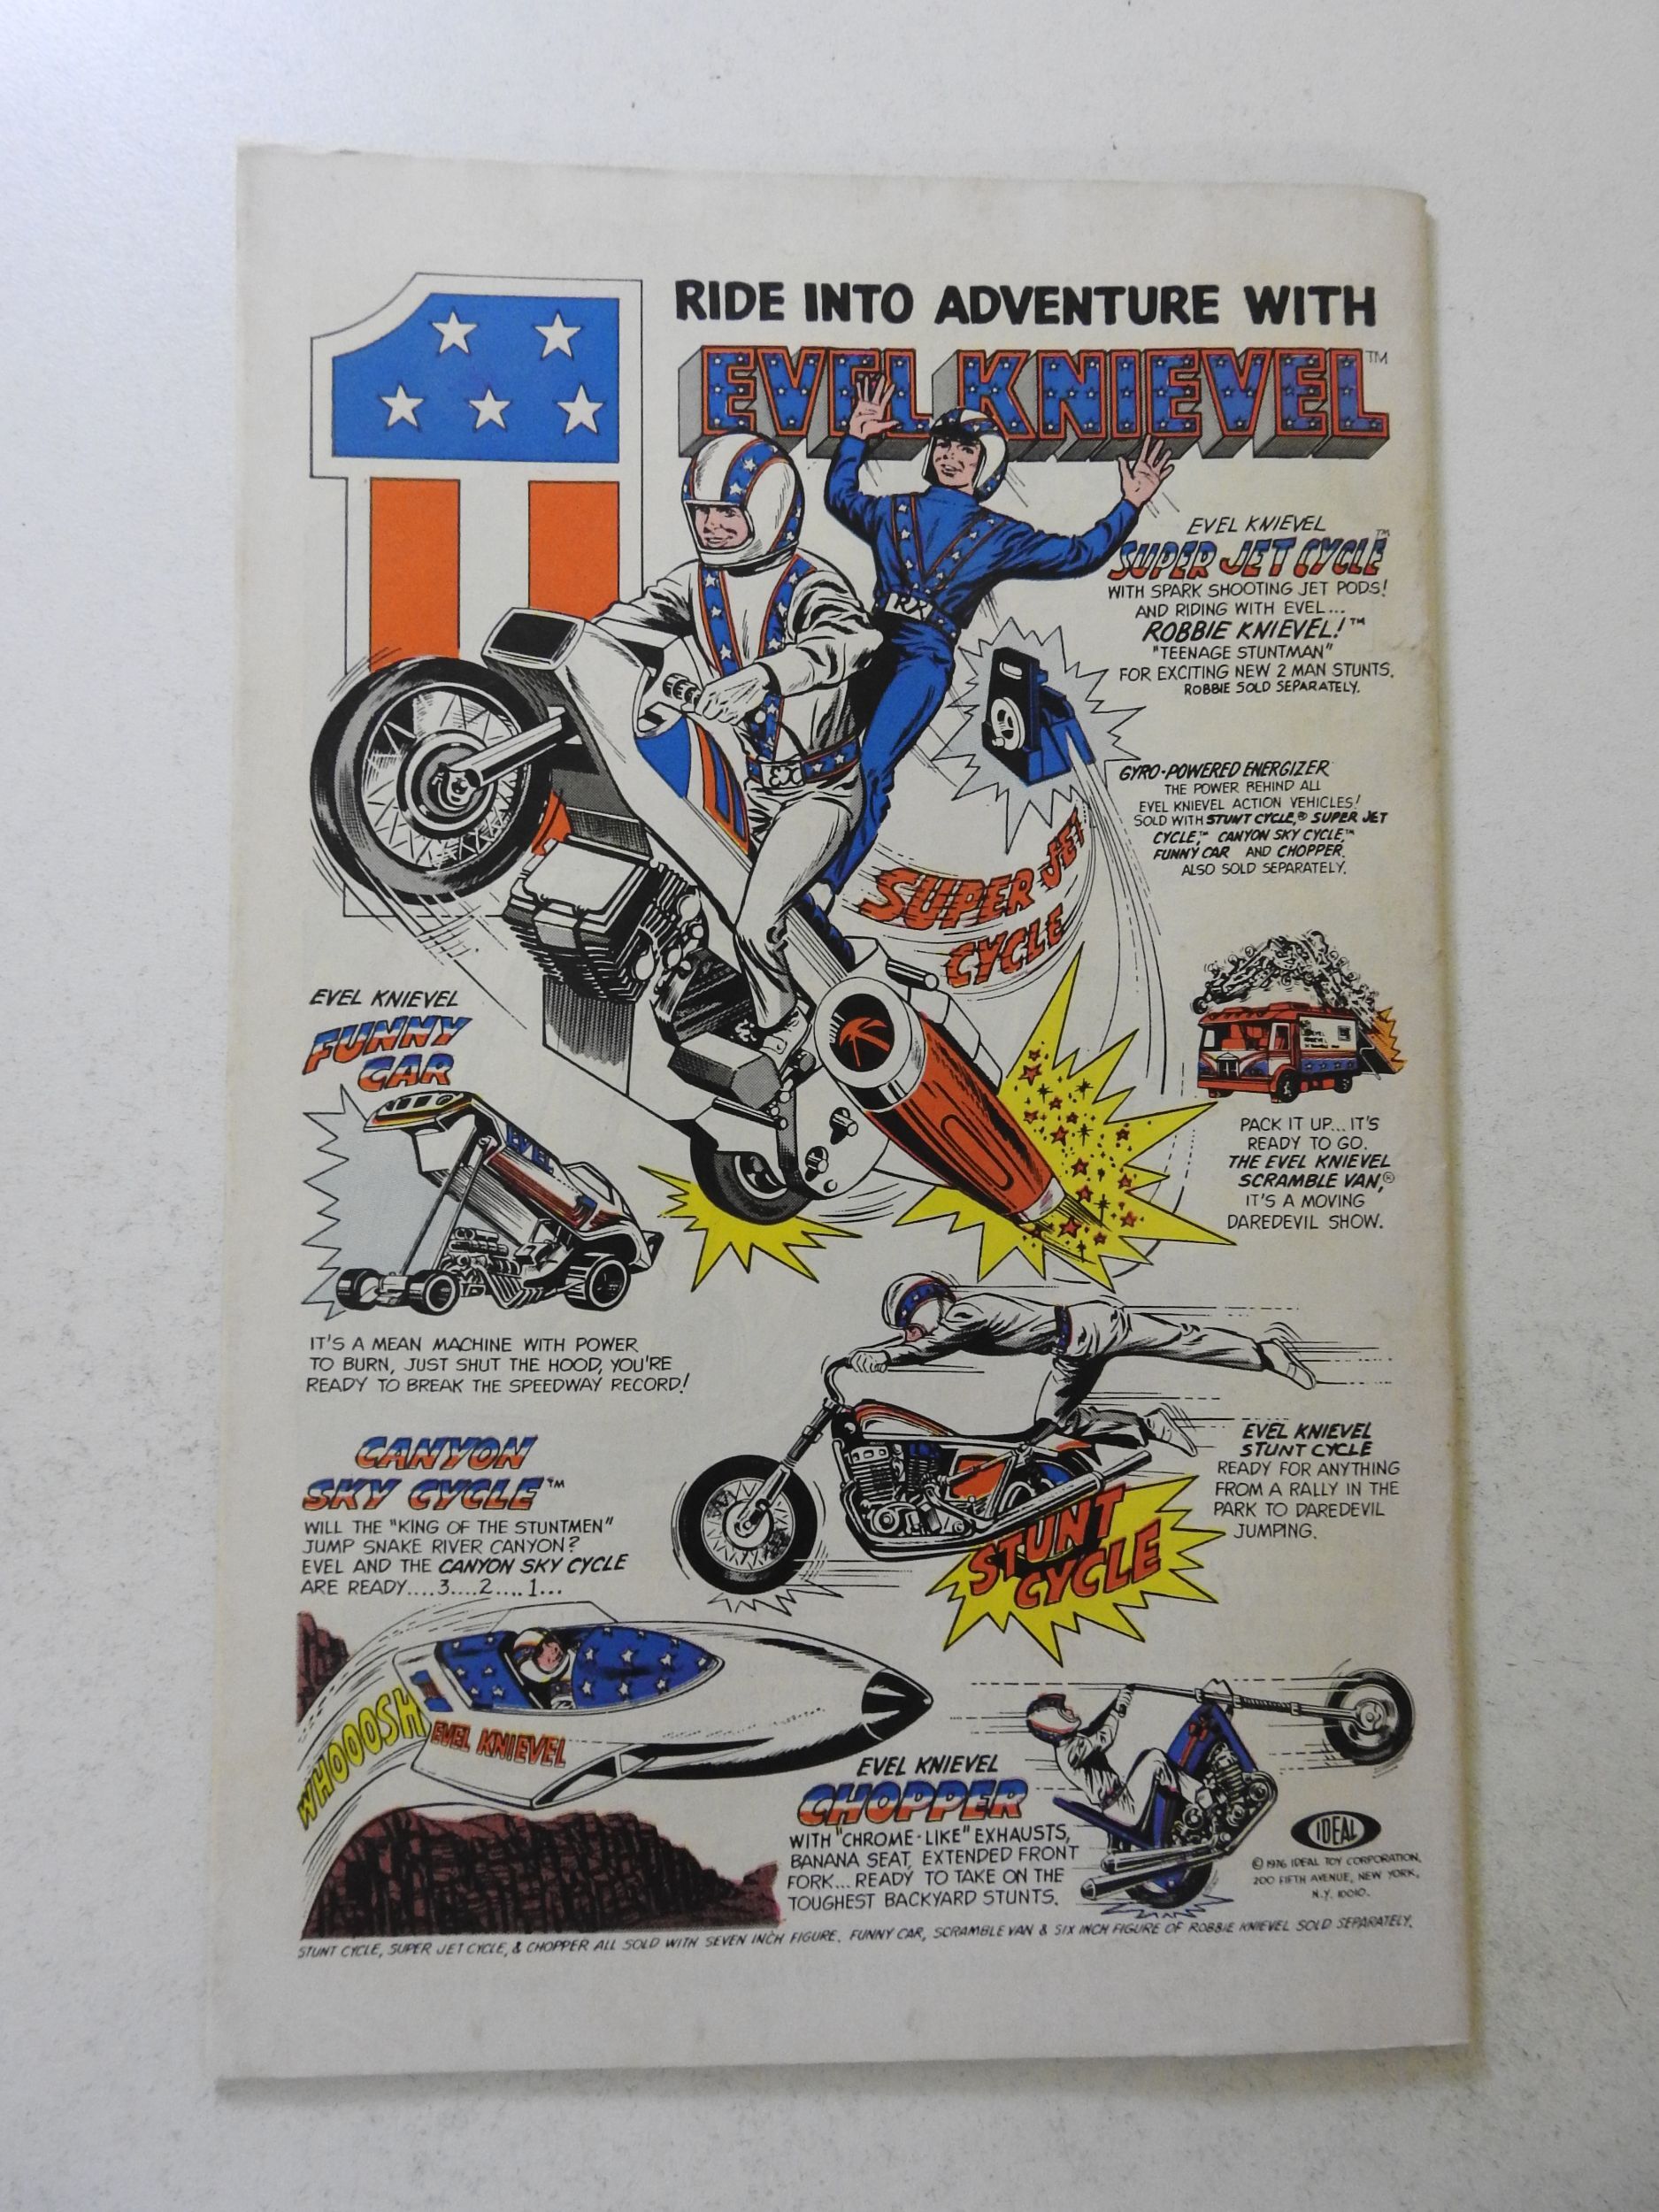 RIDE INTO ADVENTURE WITH
EVEL KNIEVEL™
EVEL KNIEVEL
SUPER JET CYCLE™
WITH SPARK SHOOTING JET PODS!
AND RIDING WITH EVEL...
ROBBIE KNIEVEL!™
"TEENAGE STUNTMAN"
FOR EXCITING NEW 2 MAN STUNTS.
ROBBIE SOLD SEPARATELY.
RK
GYRO-POWERED ENERGIZER
THE POWER BEHIND ALL
EVEL KNIEVEL ACTION VEHICLES!
SOLD WITH STUNT CYCLE,® SUPER JET
CYCLE,™ CANYON SKY CYCLE,™
FUNNY CAR AND CHOPPER.
ALSO SOLD SEPARATELY.
SUPER JET
CYCLE
EVEL KNIEVEL
FUNNY
CAR
EVEL
IT'S A MEAN MACHINE WITH POWER
TO BURN, JUST SHUT THE HOOD, YOU'RE
READY TO BREAK THE SPEEDWAY RECORD!
PACK IT UP...IT'S
READY TO GO.
THE EVEL KNIEVEL
SCRAMBLE VAN,®
IT'S A MOVING
DAREDEVIL SHOW.
EVEL KNIEVEL
STUNT CYCLE
READY FOR ANYTHING
FROM A RALLY IN THE
PARK TO DAREDEVIL
JUMPING.
STUNT
CYCLE
CANYON
SKY CYCLE™
WILL THE "KING OF THE STUNTMEN"
JUMP SNAKE RIVER CANYON?
EVEL AND THE CANYON SKY CYCLE
ARE READY....3....2....1...
WHOOOSH
EVEL KNIEVEL
EVEL KNIEVEL
CHOPPER
WITH "CHROME-LIKE" EXHAUSTS,
BANANA SEAT, EXTENDED FRONT
FORK...READY TO TAKE ON THE
TOUGHEST BACKYARD STUNTS.
IDEAL
© 1976 IDEAL TOY CORPORATION,
200 FIFTH AVENUE, NEW YORK,
N.Y. 10010.
STUNT CYCLE, SUPER JET CYCLE, & CHOPPER ALL SOLD WITH SEVEN INCH FIGURE. FUNNY CAR, SCRAMBLE VAN & SIX INCH FIGURE OF ROBBIE KNIEVEL SOLD SEPARATELY.